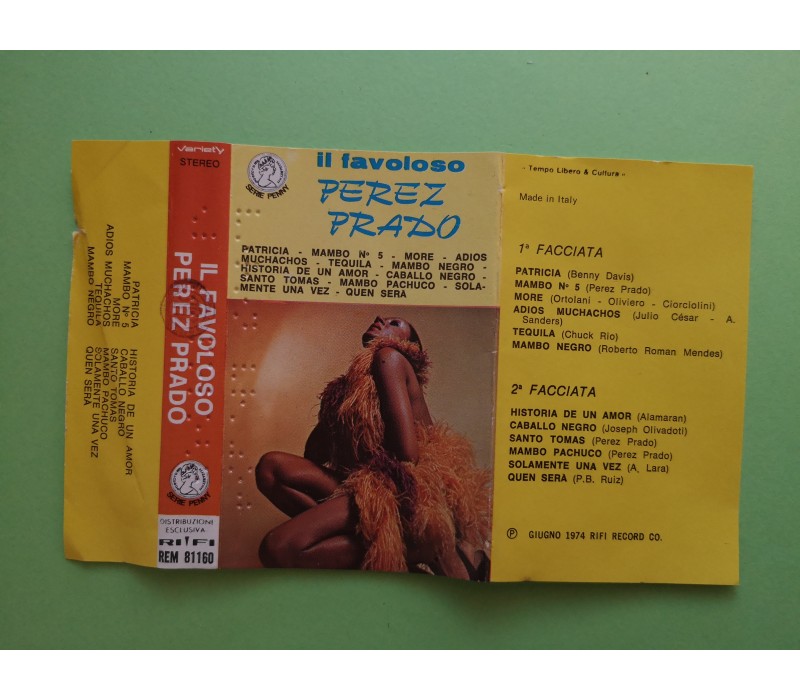 PATRICIA
MAMBO Nº 5
MORE
ADIOS MUCHACHOS
TEQUILA
MAMBO NEGRO
HISTORIA DE UN AMOR
CABALLO NEGRO
SANTO TOMAS
MAMBO PACHUCO
SOLAMENTE UNA VEZ
QUEN SERÀ
Variety
STEREO
IL FAVOLOSO
PEREZ PRADO
SERIE PENNY
DISTRIBUZIONE
ESCLUSIVA
RI!FI
REM 81160
SERIE PENNY
il favoloso
PEREZ
PRADO
PATRICIA - MAMBO Nº 5 - MORE - ADIOS
MUCHACHOS - TEQUILA - MAMBO NEGRO -
HISTORIA DE UN AMOR - CABALLO NEGRO -
SANTO TOMAS - MAMBO PACHUCO - SOLA-
MENTE UNA VEZ - QUEN SERÀ
- Tempo Libero & Cultura -
Made in Italy
1ª FACCIATA
PATRICIA (Benny Davis)
MAMBO Nº 5 (Perez Prado)
MORE (Ortolani - Oliviero - Ciorciolini)
ADIOS MUCHACHOS (Julio César - A.
Sanders)
TEQUILA (Chuck Rio)
MAMBO NEGRO (Roberto Roman Mendes)
2ª FACCIATA
HISTORIA DE UN AMOR (Alamaran)
CABALLO NEGRO (Joseph Olivadoti)
SANTO TOMAS (Perez Prado)
MAMBO PACHUCO (Perez Prado)
SOLAMENTE UNA VEZ (A. Lara)
QUEN SERÀ (P.B. Ruiz)
Ⓟ GIUGNO 1974 RIFI RECORD CO.